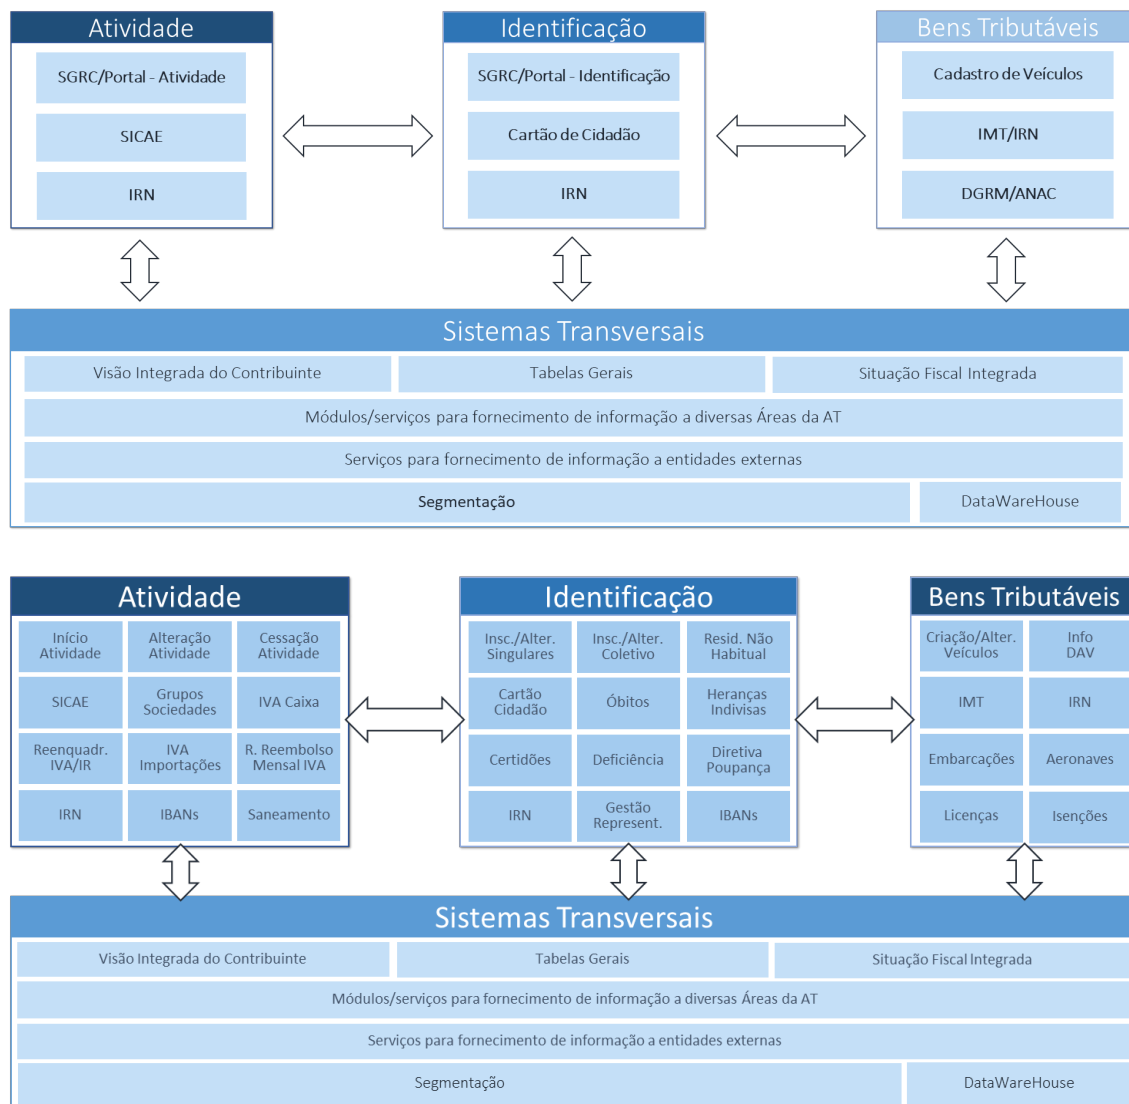 Atividade
SGRC/Portal - Atividade
SICAE
IRN
Identificação
SGRC/Portal - Identificação
Cartão de Cidadão
IRN
Bens Tributáveis
Cadastro de Veículos
IMT/IRN
DGRM/ANAC
Sistemas Transversais
Visão Integrada do Contribuinte
Tabelas Gerais
Situação Fiscal Integrada
Módulos/serviços para fornecimento de informação a diversas Áreas da AT
Serviços para fornecimento de informação a entidades externas
Segmentação
DataWareHouse
Atividade
Início
Atividade
Alteração
Atividade
Cessação
Atividade
SICAE
Grupos
Sociedades
IVA Caixa
Reenquadr.
IVA/IR
IVA
Importações
R. Reembolso
Mensal IVA
IRN
IBANs
Saneamento
Identificação
Insc./Alter.
Singulares
Insc./Alter.
Coletivo
Resid. Não
Habitual
Cartão
Cidadão
Óbitos
Heranças
Indivisas
Certidões
Deficiência
Diretiva
Poupança
IRN
Gestão
Represent.
IBANs
Bens Tributáveis
Criação/Alter.
Veículos
Info
DAV
IMT
IRN
Embarcações
Aeronaves
Licenças
Isenções
Sistemas Transversais
Visão Integrada do Contribuinte
Tabelas Gerais
Situação Fiscal Integrada
Módulos/serviços para fornecimento de informação a diversas Áreas da AT
Serviços para fornecimento de informação a entidades externas
Segmentação
DataWareHouse